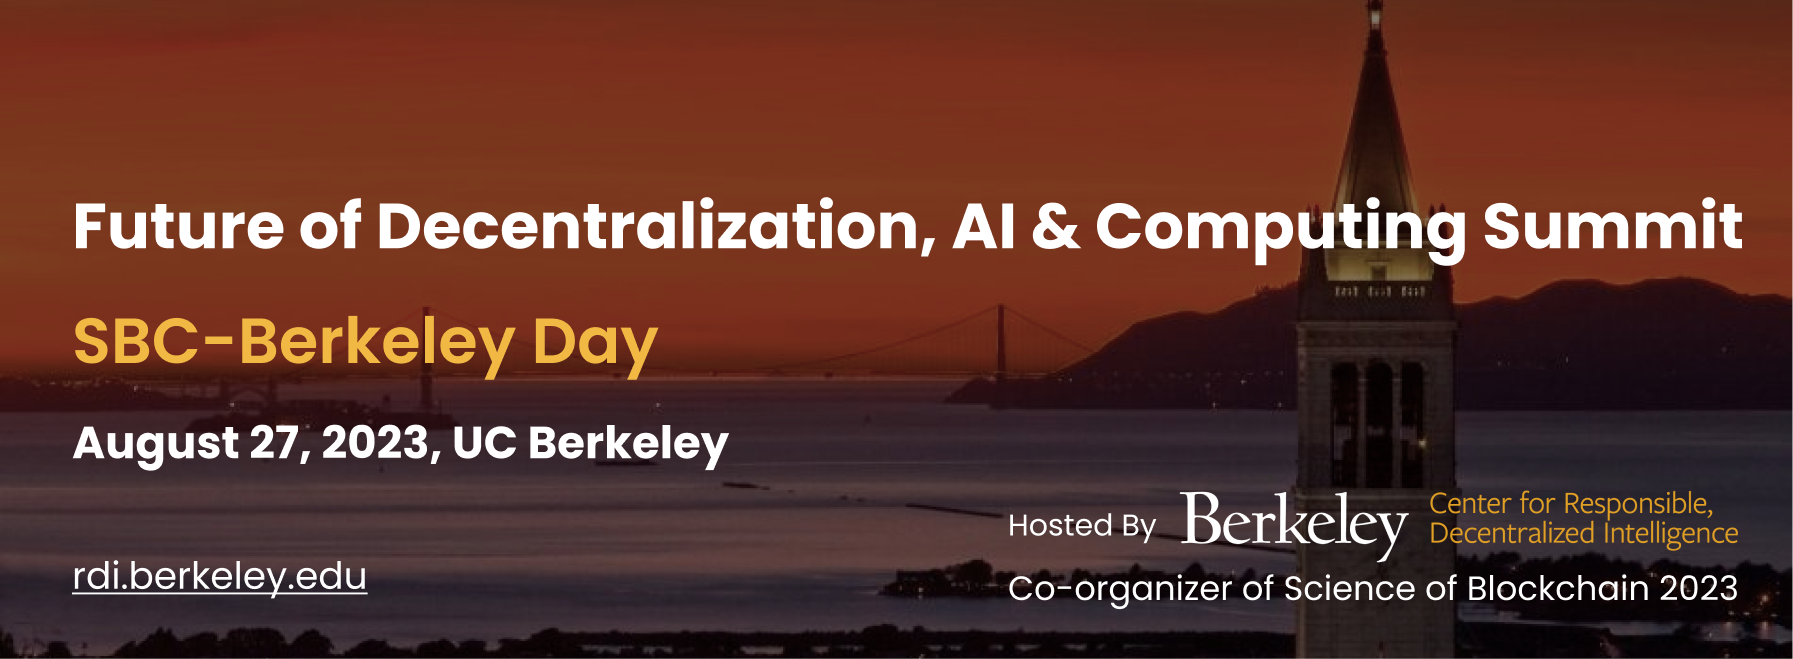 Future of Decentralization, AI & Computing Summit
SBC-Berkeley Day
August 27, 2023, UC Berkeley
Hosted By Berkeley Center for Responsible,
Decentralized Intelligence
rdi.berkeley.edu
Co-organizer of Science of Blockchain 2023